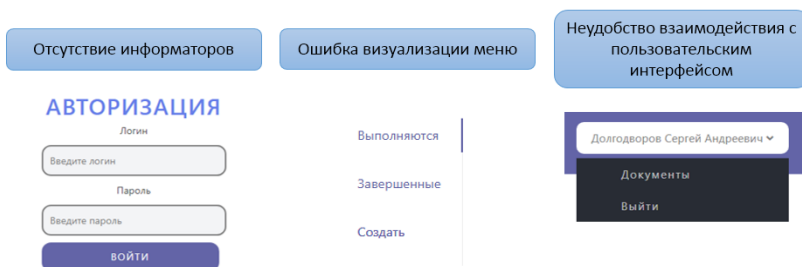 Отсутствие информаторов
Ошибка визуализации меню
Неудобство взаимодействия с
пользовательским
интерфейсом
АВТОРИЗАЦИЯ
Логин
Введите логин
Пароль
Введите пароль
ВОЙТИ
Выполняются
Завершенные
Создать
Долгодворов Сергей Андреевич
Документы
Выйти